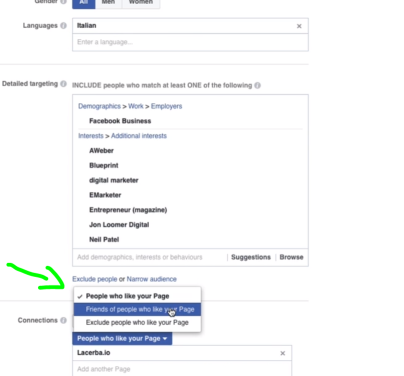 Gender
All Men Women
Languages
Italian
Enter a language...
Detailed targeting
INCLUDE people who match at least ONE of the following
Demographics > Work > Employers
Facebook Business
Interests > Additional interests
AWeber
Blueprint
digital marketer
EMarketer
Entrepreneur (magazine)
Jon Loomer Digital
Neil Patel
Add demographics, interests or behaviours | Suggestions | Browse
Exclude people or Narrow audience
✓ People who like your Page
Friends of people who like your Page
Exclude people who like your Page
Connections
People who like your Page
Lacerba.io
Add another Page